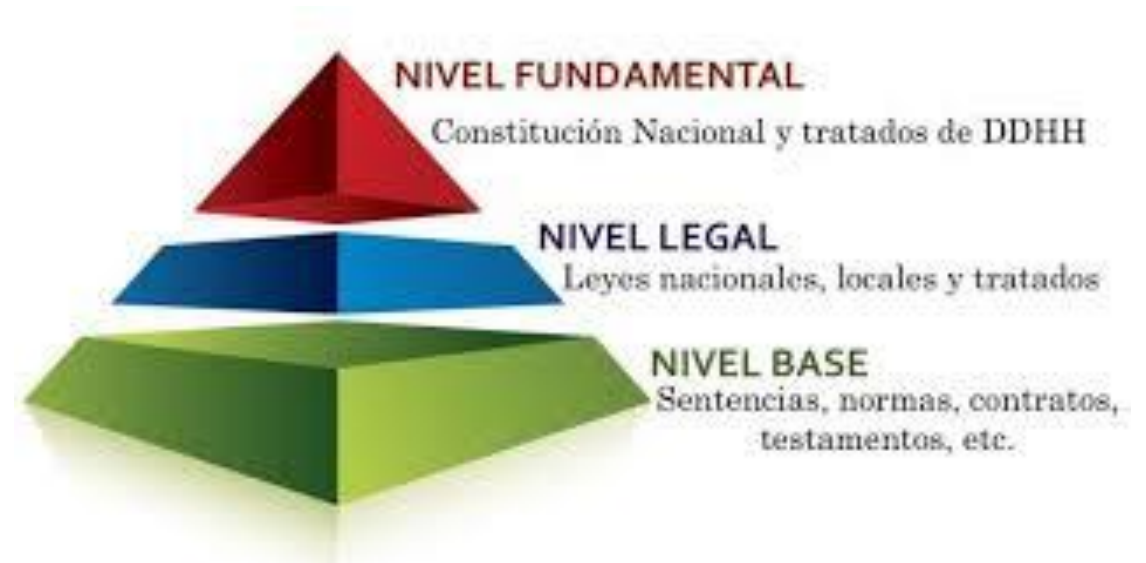 NIVEL FUNDAMENTAL
Constitución Nacional y tratados de DDHH
NIVEL LEGAL
Leyes nacionales, locales y tratados
NIVEL BASE
Sentencias, normas, contratos,
testamentos, etc.